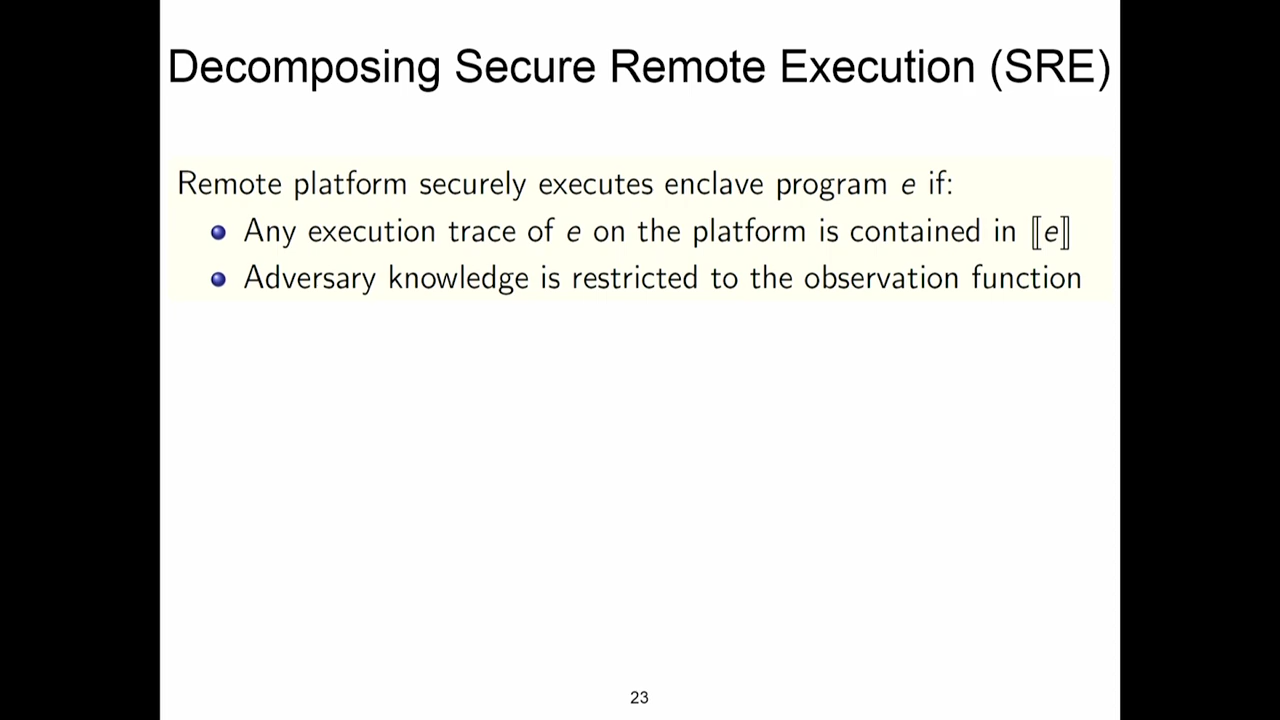 Decomposing Secure Remote Execution (SRE)
Remote platform securely executes enclave program e if:
Any execution trace of e on the platform is contained in ⟦e⟧
Adversary knowledge is restricted to the observation function
23